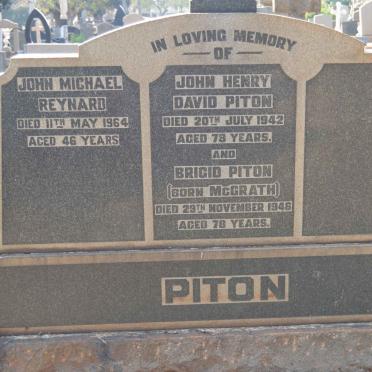 IN LOVING MEMORY
OF
JOHN MICHAEL
REYNARD
DIED 11TH MAY 1964
AGED 46 YEARS
JOHN HENRY
DAVID PITON
DIED 20TH JULY 1942
AGED 73 YEARS.
AND
BRIGID PITON
(BORN McGRATH)
DIED 29TH NOVEMBER 1946
AGED 78 YEARS.
PITON